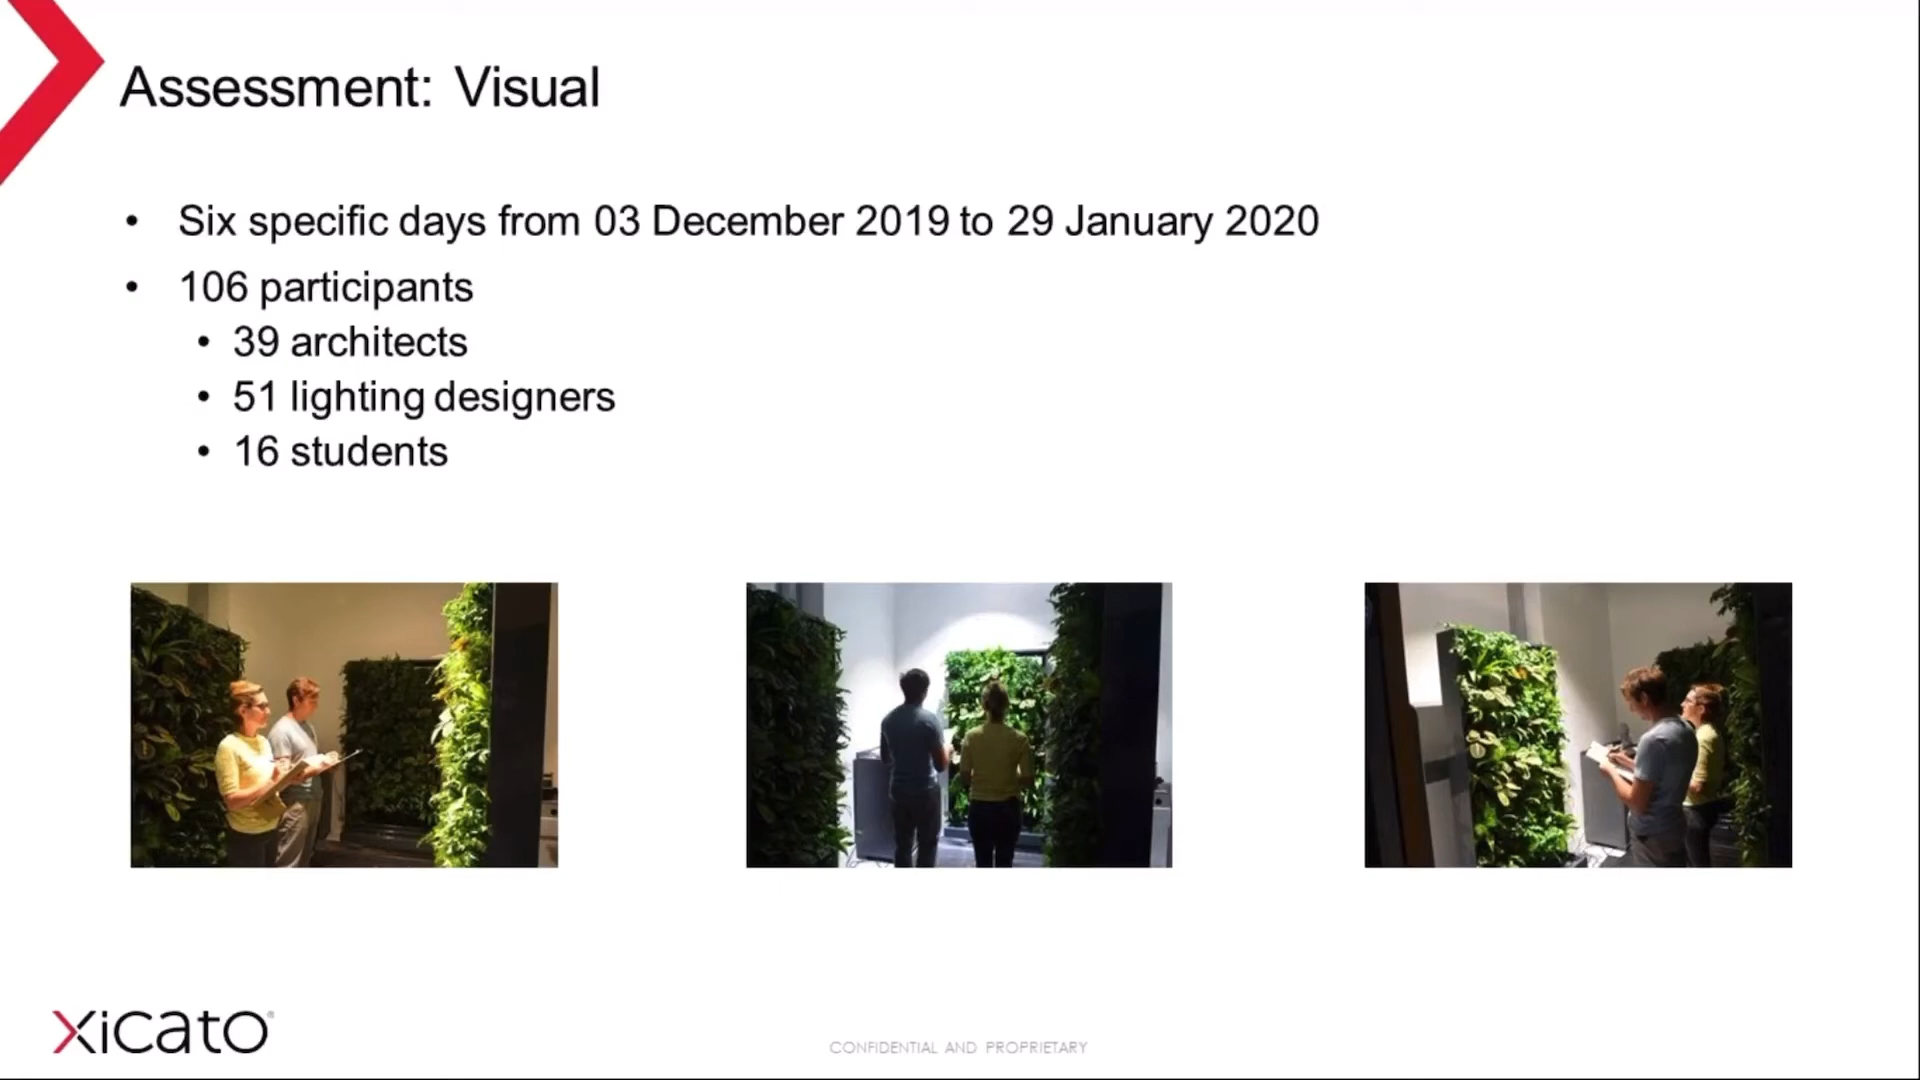 Assessment: Visual
• Six specific days from 03 December 2019 to 29 January 2020
• 106 participants
• 39 architects
• 51 lighting designers
• 16 students
xicato®
CONFIDENTIAL AND PROPRIETARY